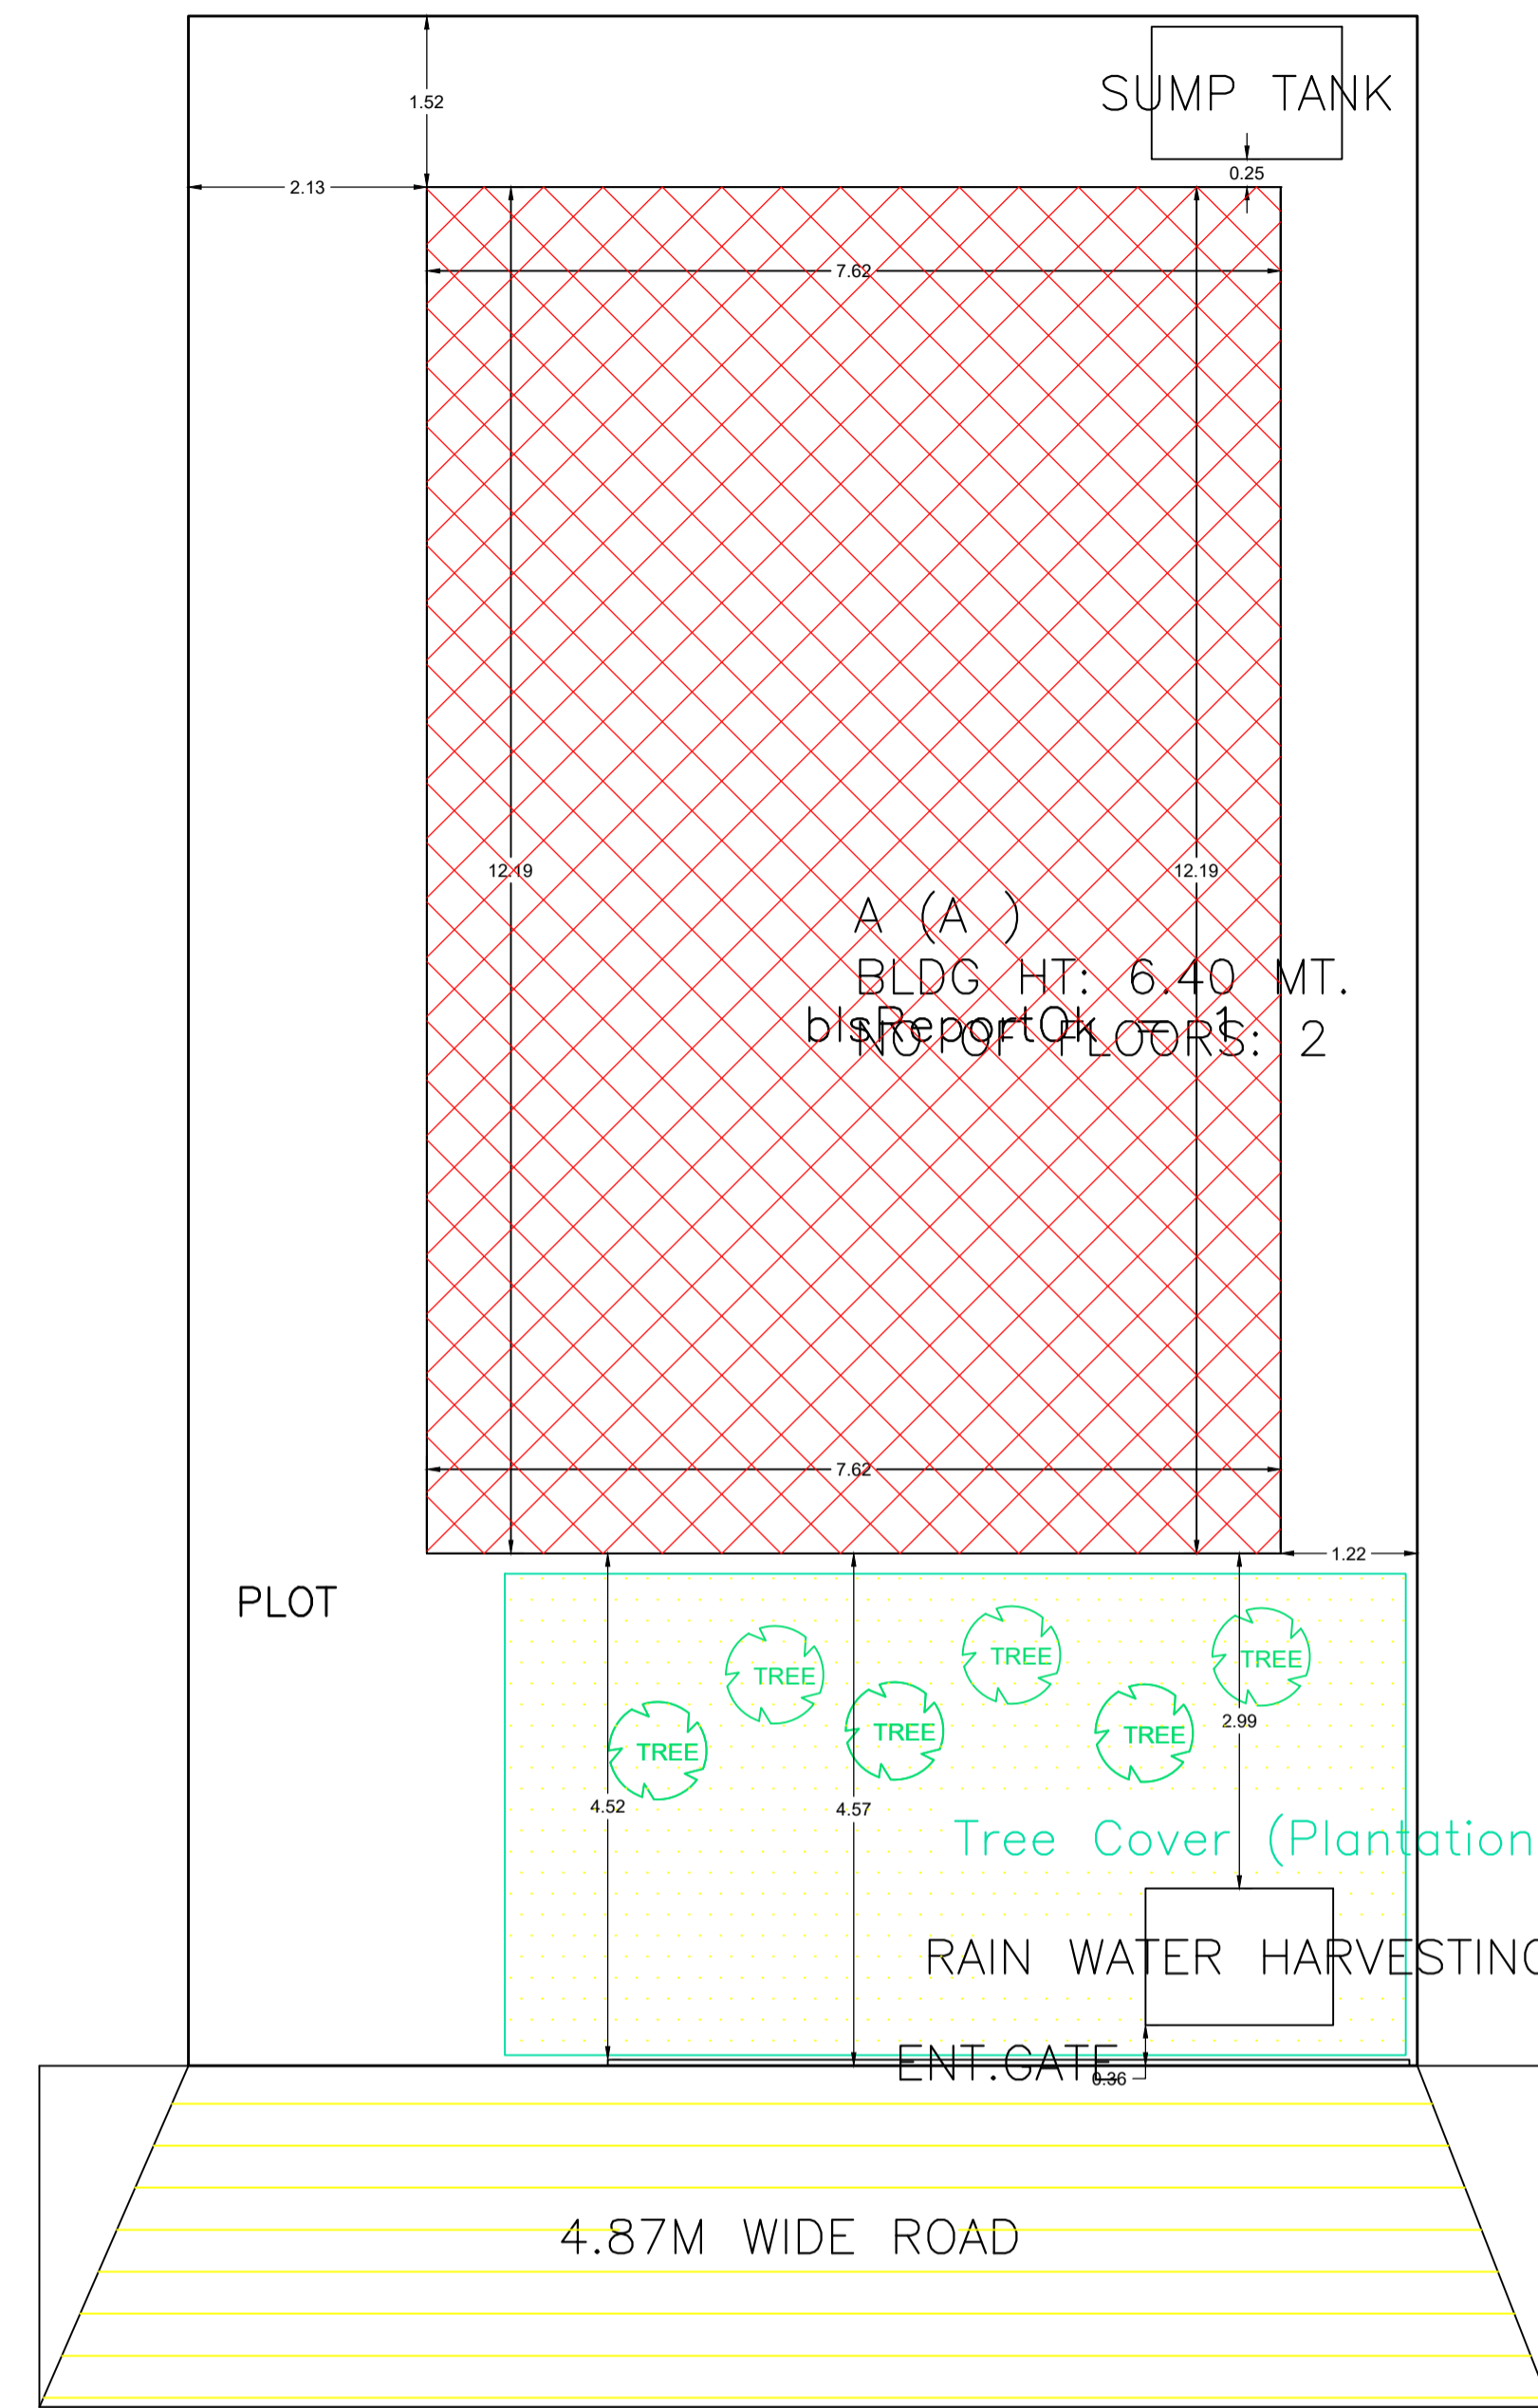 SUMP TANK
1.52
0.25
2.13
7.62
12.19
12.19
A (A )
BLDG HT: 6.40 MT.
bIsReportOk = 1
NO OF FLOORS: 2
7.62
1.22
PLOT
TREE
TREE
TREE
TREE
TREE
TREE
2.99
4.52
4.57
Tree Cover (Plantation
RAIN WATER HARVESTING
ENT.GATE
0.36
4.87M WIDE ROAD